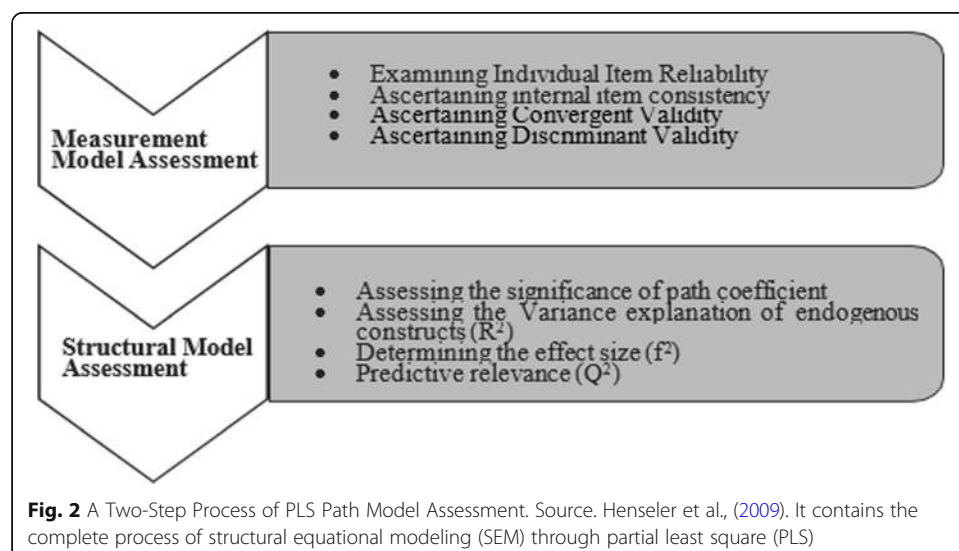 Measurement
Model Assessment
• Examining Individual Item Reliability
• Ascertaining internal item consistency
• Ascertaining Convergent Validity
• Ascertaining Discriminant Validity
Structural Model
Assessment
• Assessing the significance of path coefficient
• Assessing the Variance explanation of endogenous
constructs (R²)
• Determining the effect size (f²)
• Predictive relevance (Q²)
Fig. 2 A Two-Step Process of PLS Path Model Assessment. Source. Henseler et al., (2009). It contains the
complete process of structural equational modeling (SEM) through partial least square (PLS)